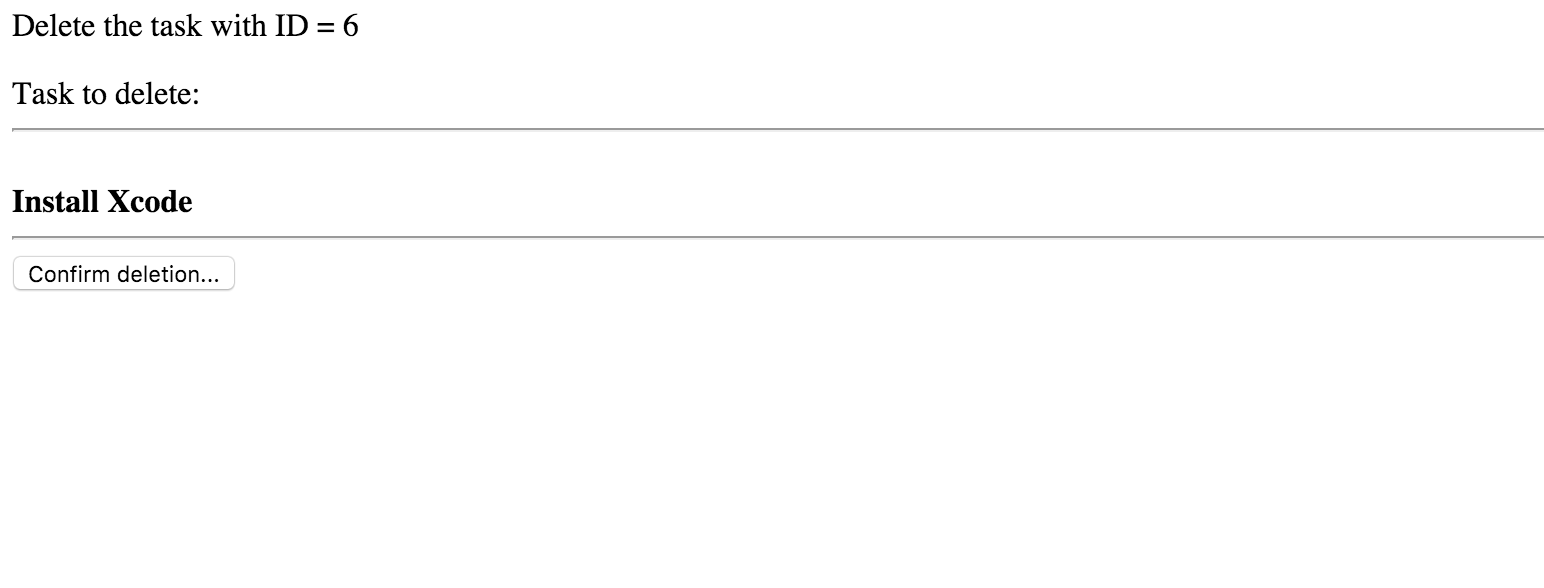 Delete the task with ID = 6
Task to delete:
Install Xcode
Confirm deletion...